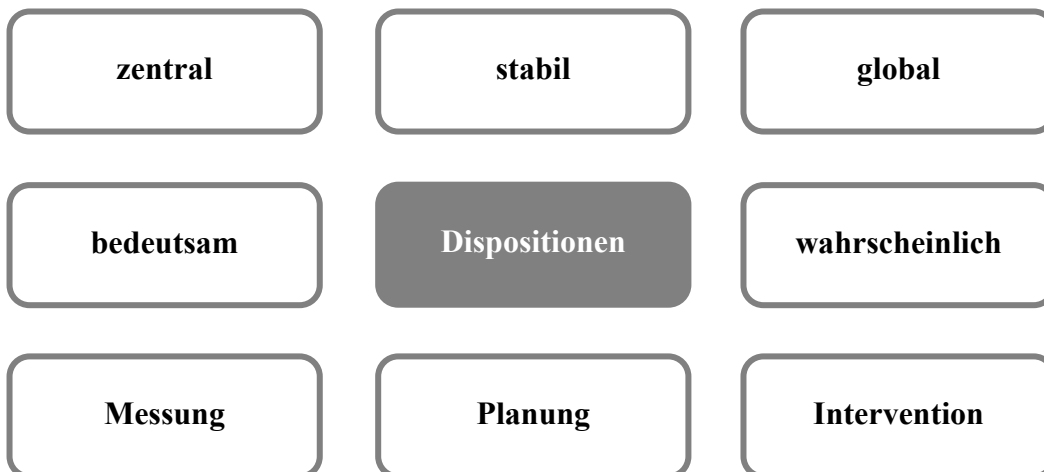 zentral
stabil
global
bedeutsam
Dispositionen
wahrscheinlich
Messung
Planung
Intervention